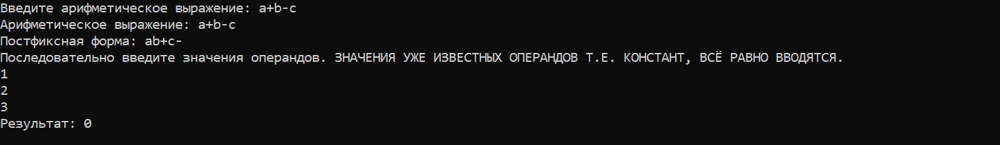 Введите арифметическое выражение: a+b-c
Арифметическое выражение: a+b-c
Постфиксная форма: ab+c-
Последовательно введите значения операндов. ЗНАЧЕНИЯ УЖЕ ИЗВЕСТНЫХ ОПЕРАНДОВ Т.Е. КОНСТАНТ, ВСЁ РАВНО ВВОДЯТСЯ.
1
2
3
Результат: 0